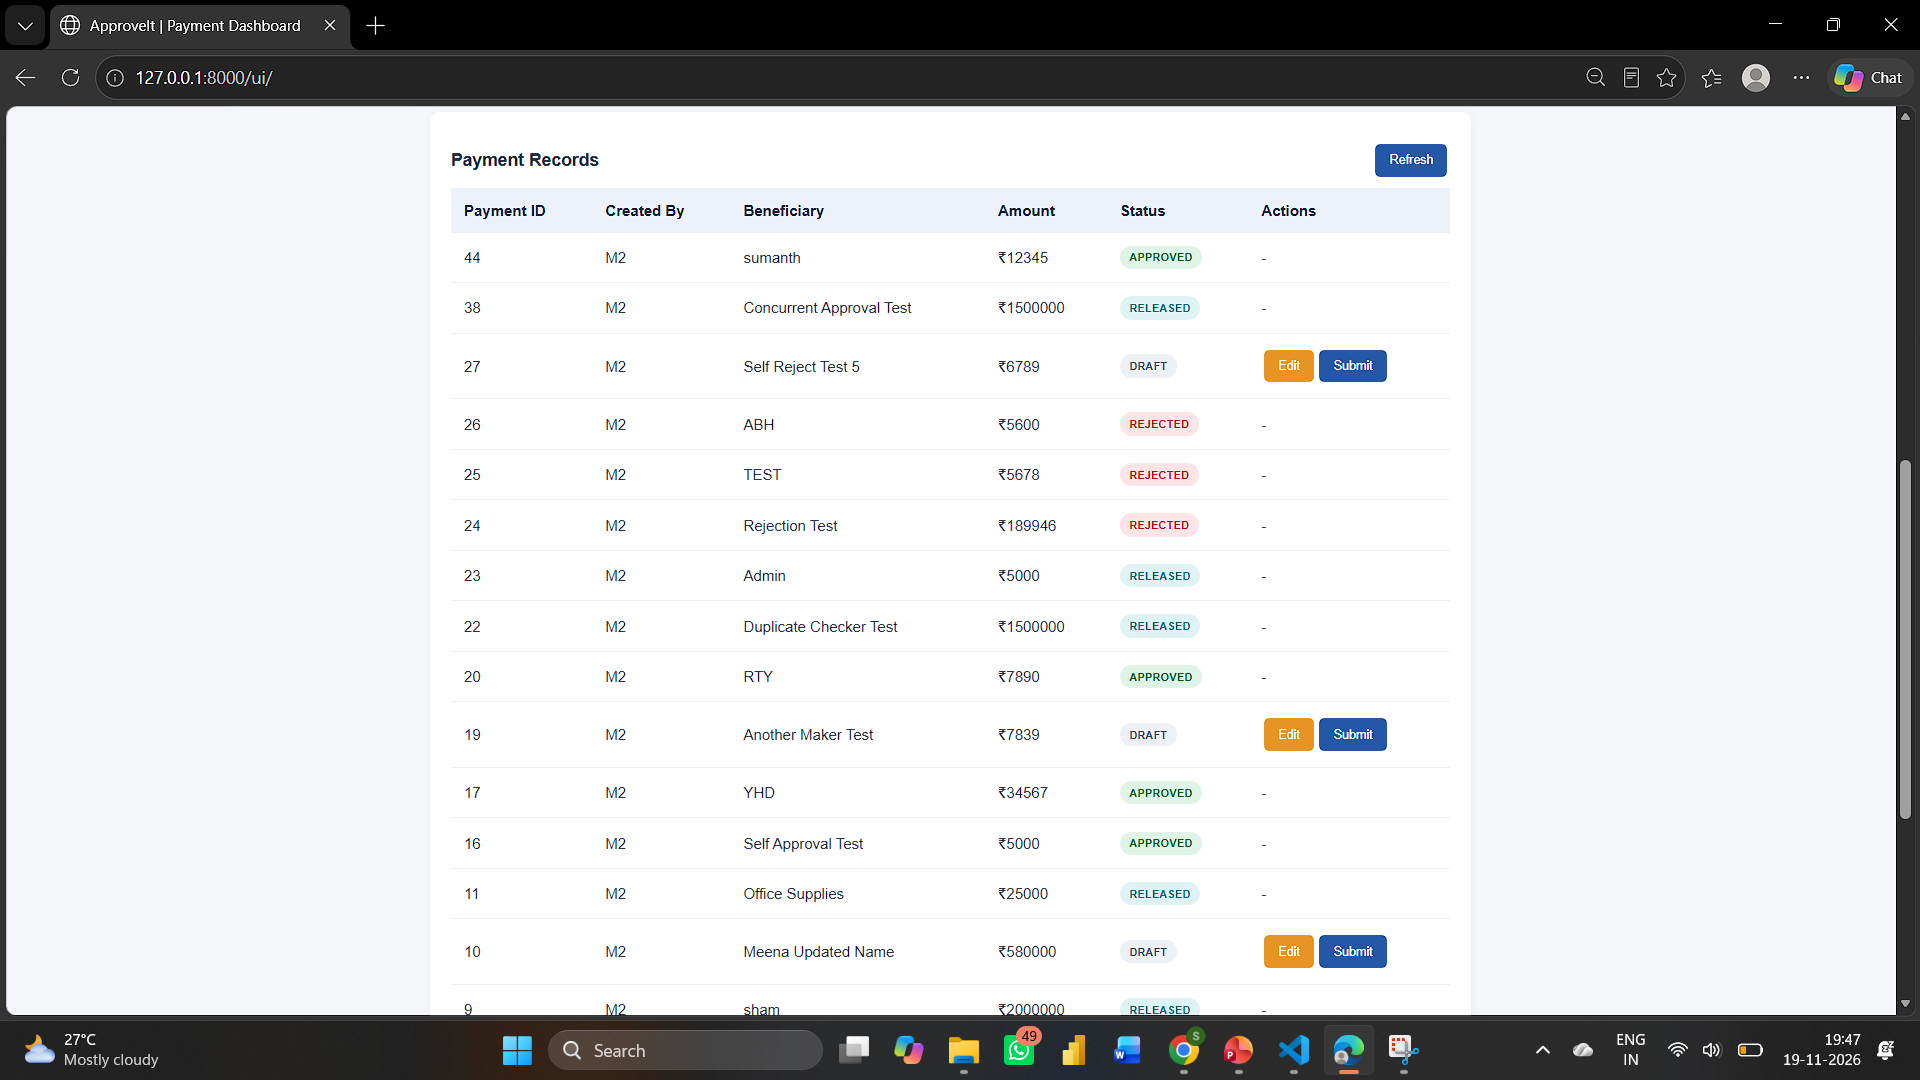 ApproveIt | Payment Dashboard
127.0.0.1:8000/ui/
Chat
Payment Records
Refresh
Payment ID Created By Beneficiary Amount Status Actions
44 M2 sumanth ₹12345 APPROVED -
38 M2 Concurrent Approval Test ₹1500000 RELEASED -
27 M2 Self Reject Test 5 ₹6789 DRAFT Edit Submit
26 M2 ABH ₹5600 REJECTED -
25 M2 TEST ₹5678 REJECTED -
24 M2 Rejection Test ₹189946 REJECTED -
23 M2 Admin ₹5000 RELEASED -
22 M2 Duplicate Checker Test ₹1500000 RELEASED -
20 M2 RTY ₹7890 APPROVED -
19 M2 Another Maker Test ₹7839 DRAFT Edit Submit
17 M2 YHD ₹34567 APPROVED -
16 M2 Self Approval Test ₹5000 APPROVED -
11 M2 Office Supplies ₹25000 RELEASED -
10 M2 Meena Updated Name ₹580000 DRAFT Edit Submit
9 M2 sham ₹2000000 RELEASED -
27°C
Mostly cloudy
Search
49
S
ENG
IN
19:47
19-11-2026